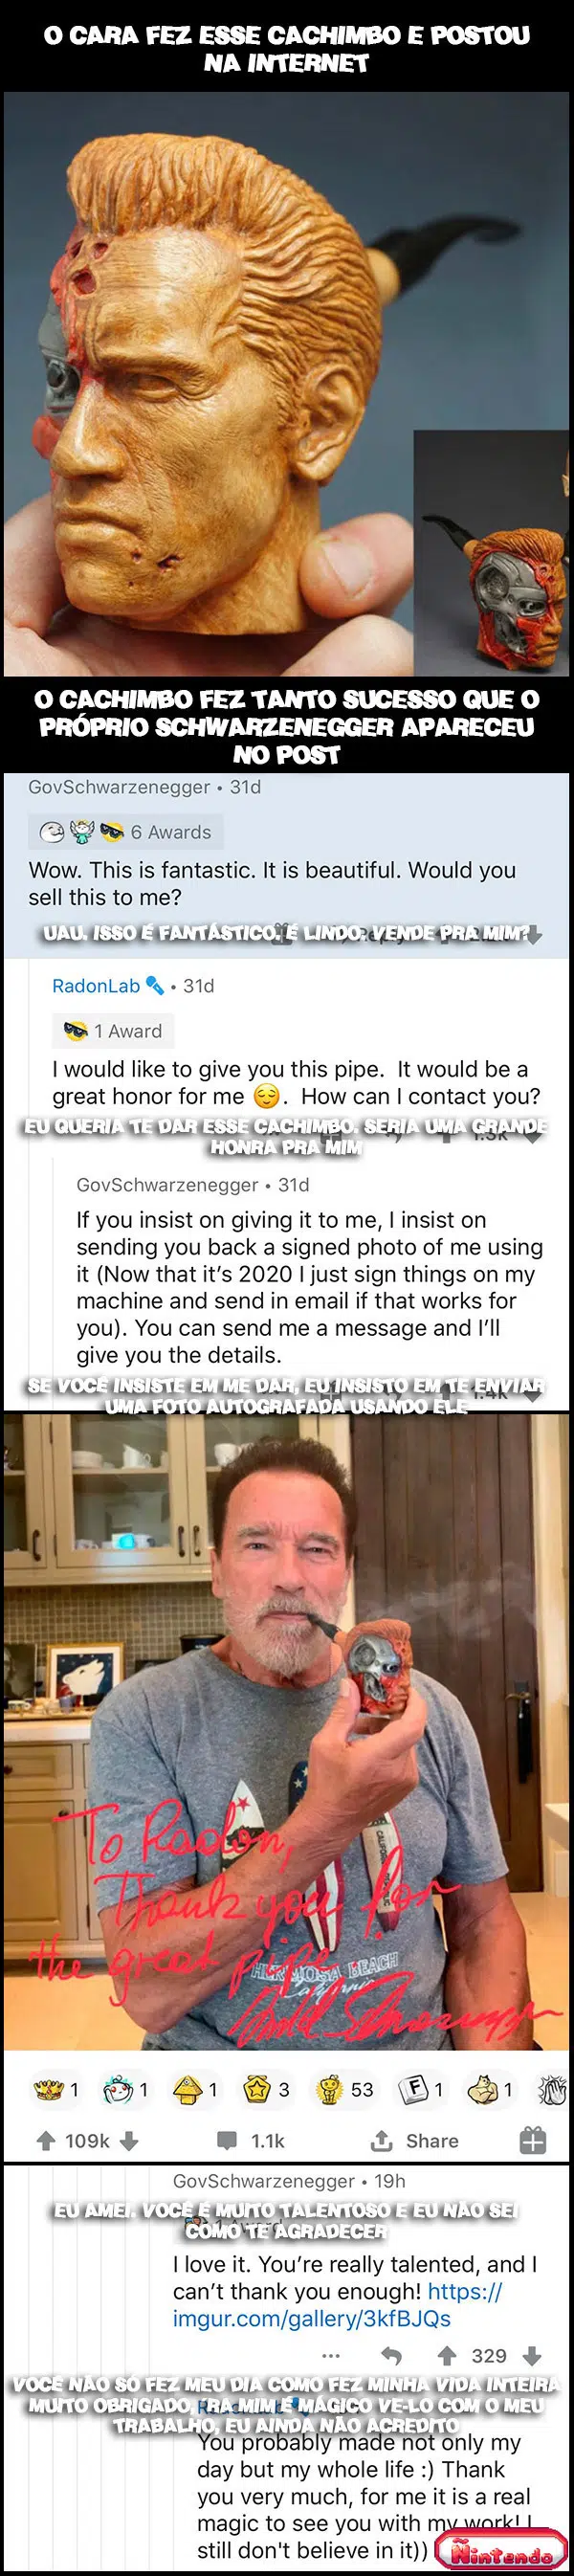 O CARA FEZ ESSE CACHIMBO E POSTOU
NA INTERNET
O CACHIMBO FEZ TANTO SUCESSO QUE O
PRÓPRIO SCHWARZENEGGER APARECEU
NO POST
GovSchwarzenegger • 31d
6 Awards
Wow. This is fantastic. It is beautiful. Would you
sell this to me?
UAU. ISSO É FANTÁSTICO. É LINDO. VENDE PRA MIM?
RadonLab • 31d
1 Award
I would like to give you this pipe. It would be a
great honor for me 😌. How can I contact you?
EU QUERIA TE DAR ESSE CACHIMBO. SERIA UMA GRANDE
HONRA PRA MIM
1.3k
GovSchwarzenegger • 31d
If you insist on giving it to me, I insist on
sending you back a signed photo of me using
it (Now that it's 2020 I just sign things on my
machine and send in email if that works for
you). You can send me a message and I'll
give you the details.
SE VOCÊ INSISTE EM ME DAR, EU INSISTO EM TE ENVIAR
1.4k
UMA FOTO AUTOGRAFADA USANDO ELE
To Radon,
Thank you for
the great pipe
CALIFORNIA
HERMOSA BEACH
California
1 1 1 3 53 F 1 1
109k 1.1k Share
GovSchwarzenegger • 19h
EU AMEI. VOCÊ É MUITO TALENTOSO E EU NÃO SEI
COMO TE AGRADECER
1 Award
I love it. You're really talented, and I
can't thank you enough! https://
imgur.com/gallery/3kfBJQs
... 329
VOCÊ NÃO SÓ FEZ MEU DIA COMO FEZ MINHA VIDA INTEIRA
MUITO OBRIGADO, PRA MIM É MÁGICO VE-LO COM O MEU
TRABALHO, EU AINDA NÃO ACREDITO
You probably made not only my
day but my whole life :) Thank
you very much, for me it is a real
magic to see you with my work! I
still don't believe in it))
Ñintendo